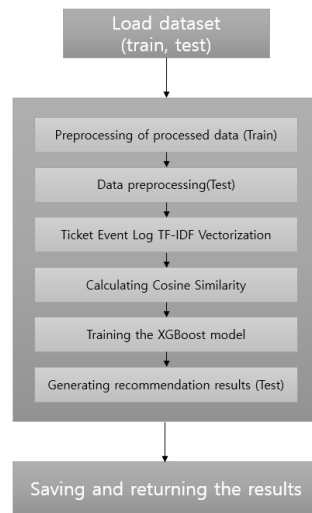 Load dataset
(train, test)
Preprocessing of processed data (Train)
Data preprocessing(Test)
Ticket Event Log TF-IDF Vectorization
Calculating Cosine Similarity
Training the XGBoost model
Generating recommendation results (Test)
Saving and returning the results